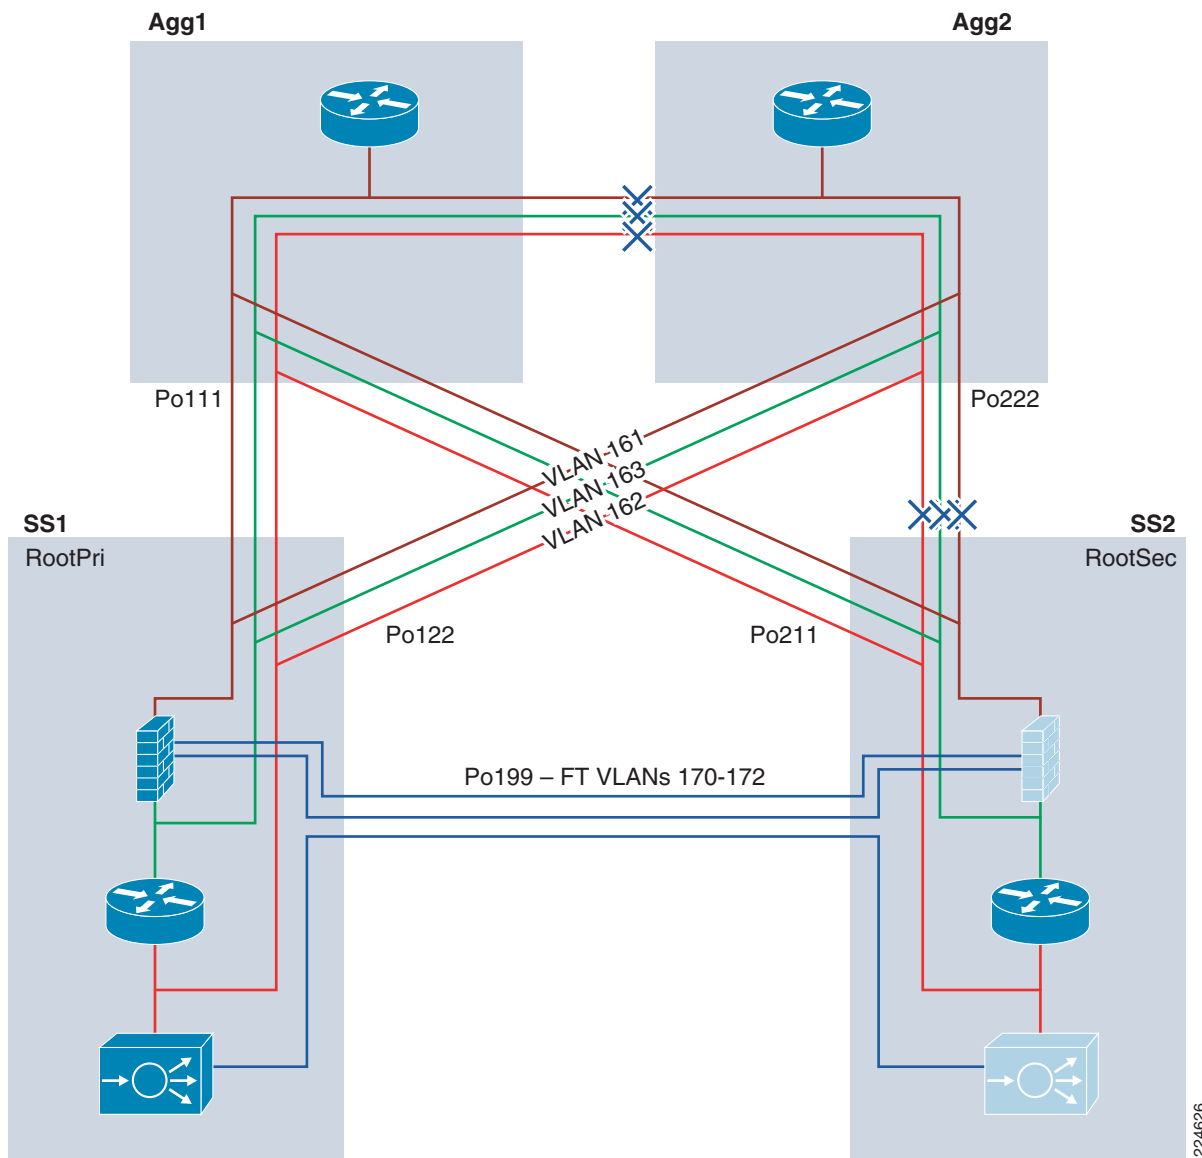 Agg1
Agg2
Po111
Po222
VLAN 161
VLAN 163
VLAN 162
SS1
RootPri
SS2
RootSec
Po122
Po211
Po199 – FT VLANs 170-172
224626